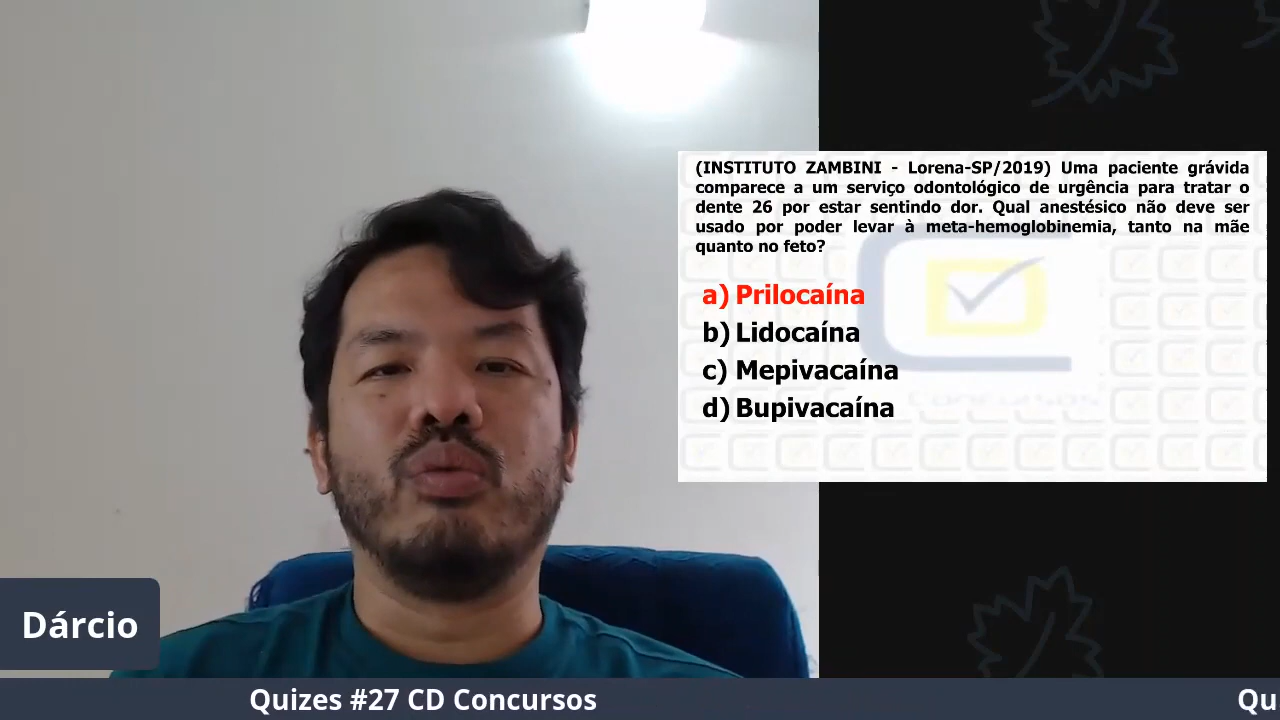 (INSTITUTO ZAMBINI - Lorena-SP/2019) Uma paciente grávida
comparece a um serviço odontológico de urgência para tratar o
dente 26 por estar sentindo dor. Qual anestésico não deve ser
usado por poder levar à meta-hemoglobinemia, tanto na mãe
quanto no feto?
a) Prilocaína
b) Lidocaína
c) Mepivacaína
d) Bupivacaína
Dárcio
Quizes #27 CD Concursos
Qu